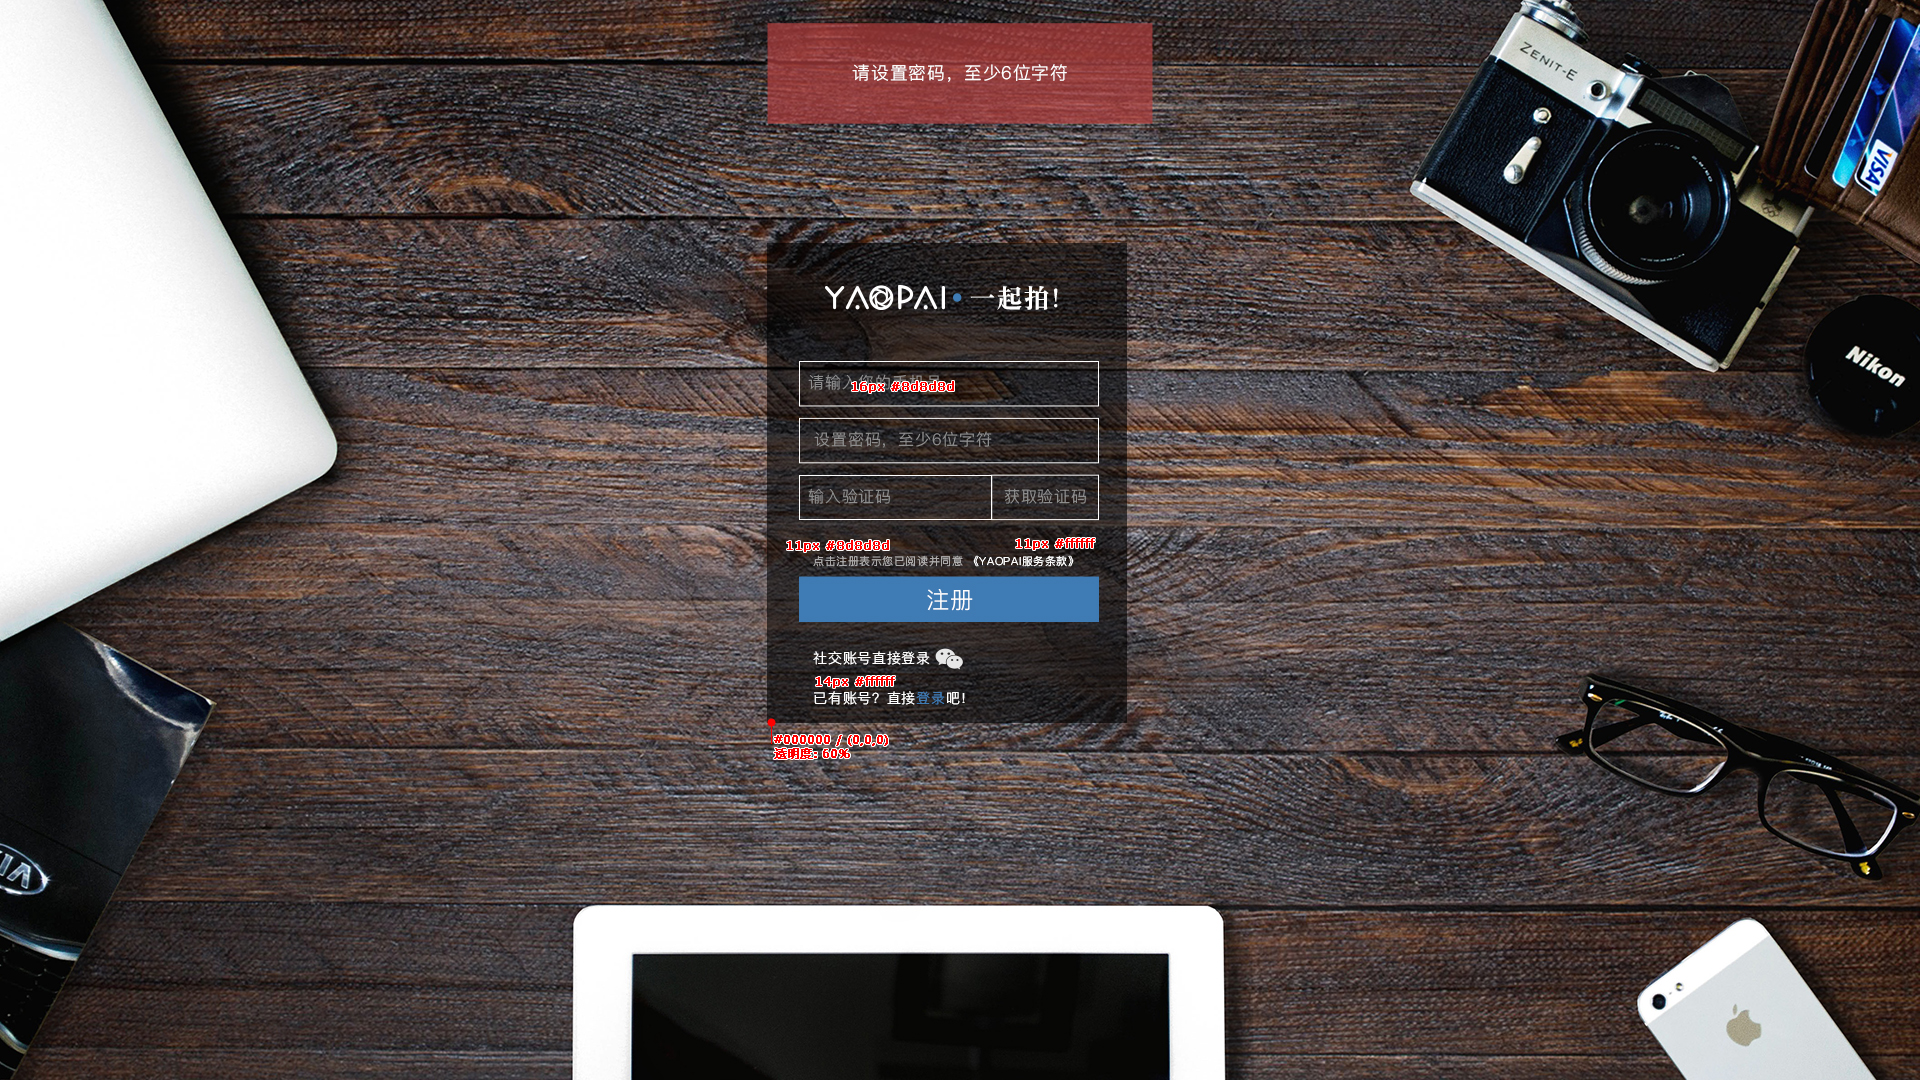 请设置密码，至少6位字符
ZENIT-E
VISA
YAOPAI·一起拍!
Nikon
请输入您的手机号
16px #8d8d8d
设置密码，至少6位字符
输入验证码
获取验证码
11px #8d8d8d
11px #ffffff
点击注册表示您已阅读并同意 《YAOPAI服务条款》
注册
社交账号直接登录
14px #ffffff
已有账号？直接登录吧!
#000000 / (0,0,0)
透明度: 60%